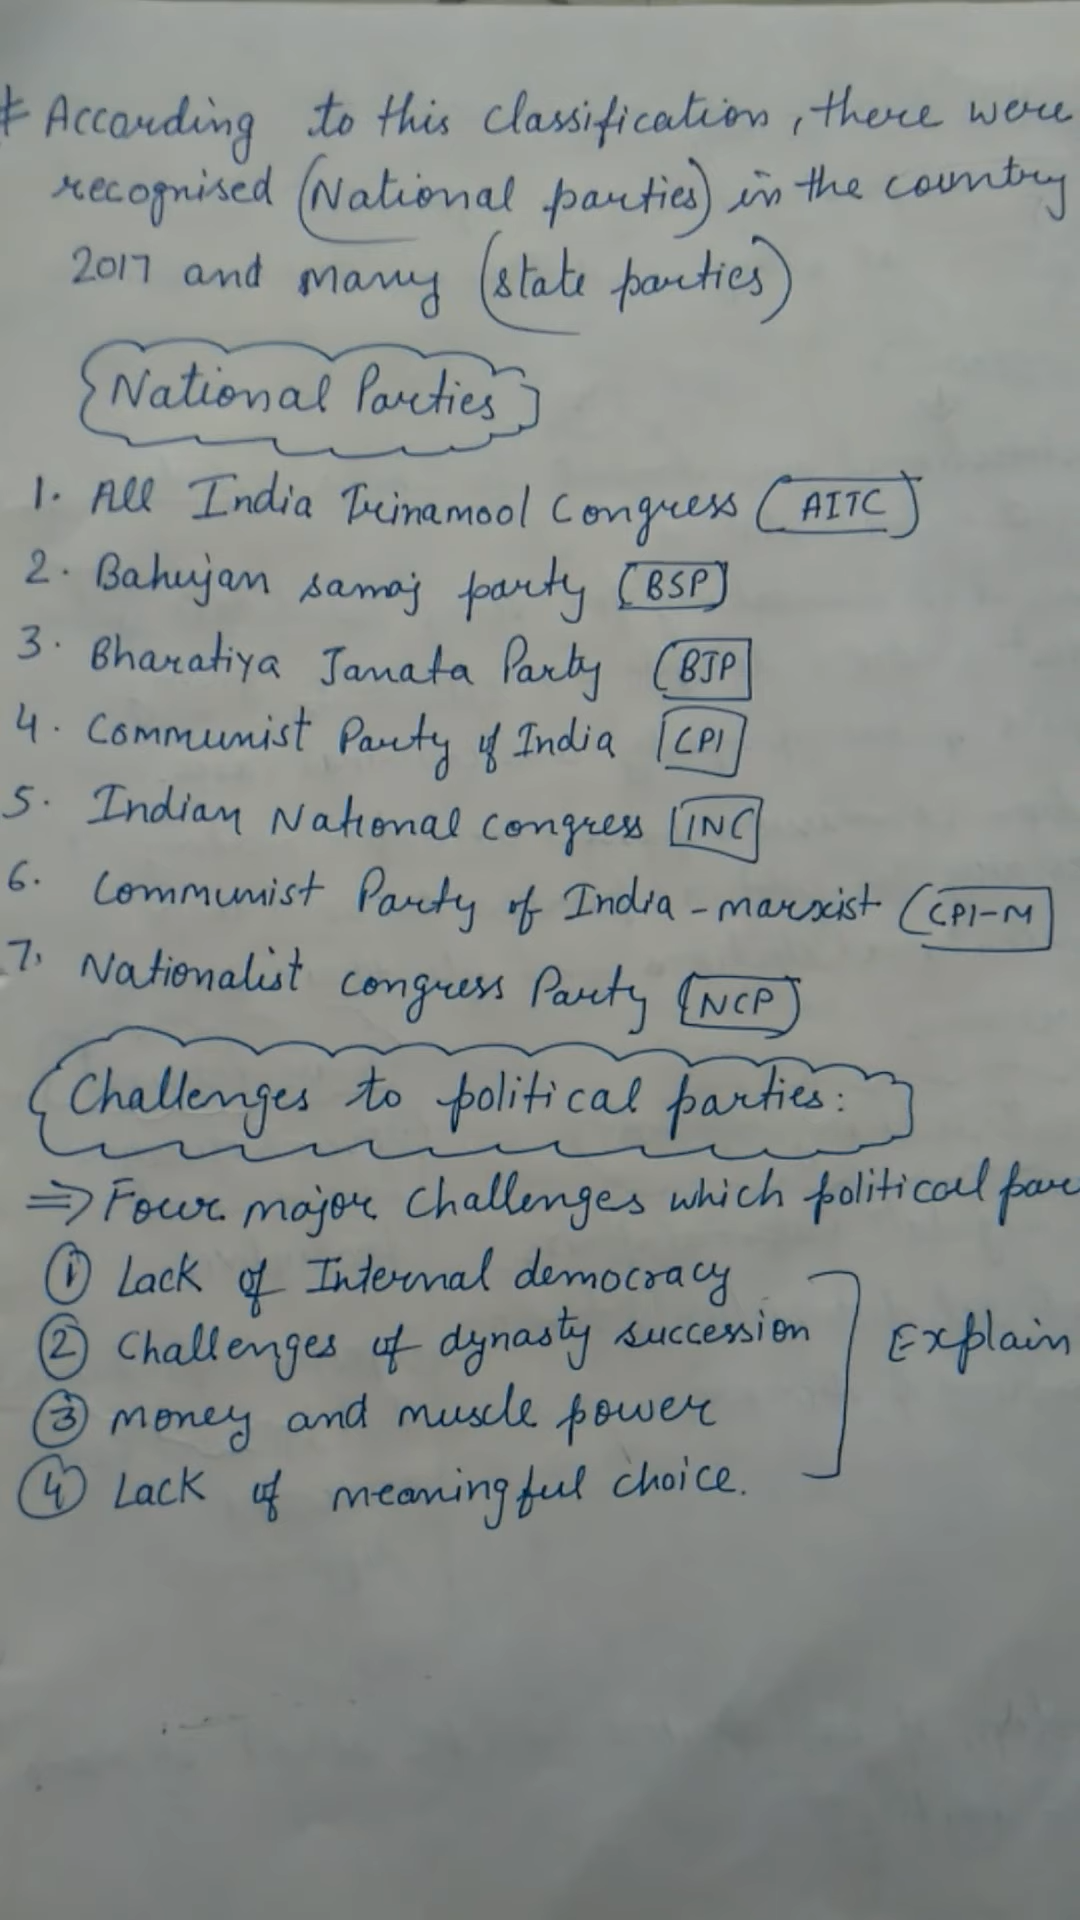 * According to this classification, there were
recognised (National parties) in the country
2017 and many (state parties)
National Parties
1. All India Trinamool Congress (AITC)
2. Bahujan samaj party [BSP]
3. Bharatiya Janata Party (BJP]
4. Communist Party of India [CPI]
5. Indian National congress [INC]
6. Communist Party of India - marxist (CPI-M]
7. Nationalist congress Party [NCP]
Challenges to political parties:
⇒ Four major Challenges which political par
① Lack of Internal democracy
② Challenges of dynasty succession
Explain
③ money and muscle power
④ Lack of meaningful choice.